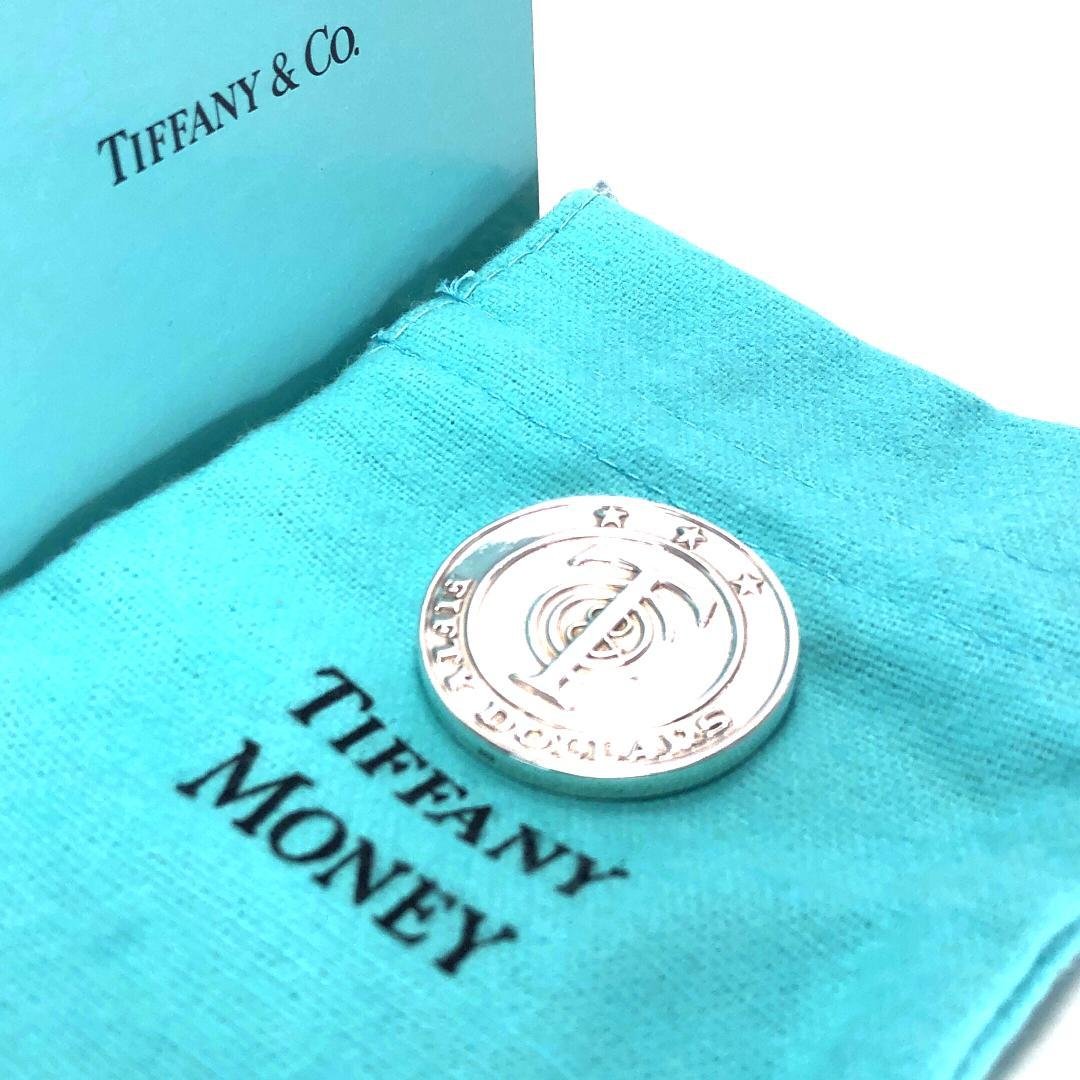 TIFFANY & CO.
FIFTY DOLLARS
T
TIFFANY
MONEY